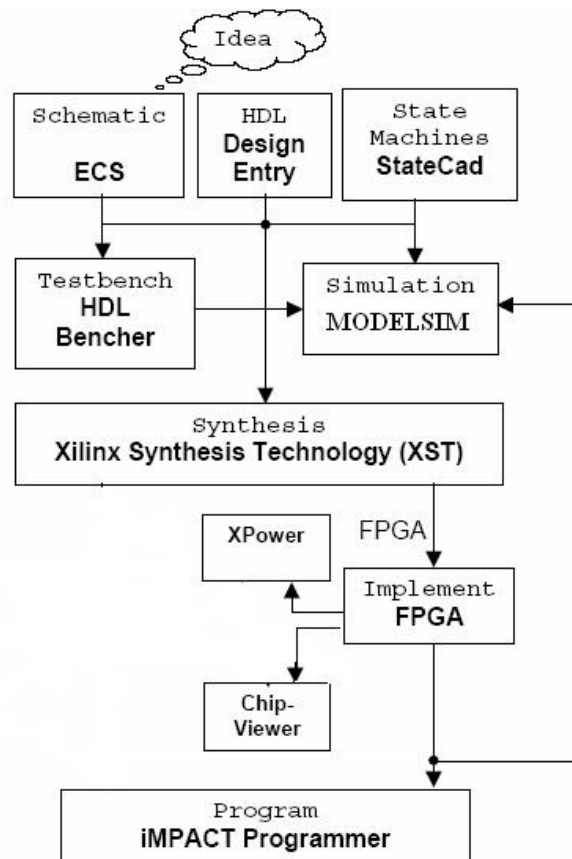 Idea
Schematic
ECS
HDL
Design
Entry
State
Machines
StateCad
Testbench
HDL
Bencher
Simulation
MODELSIM
Synthesis
Xilinx Synthesis Technology (XST)
XPower
FPGA
Implement
FPGA
Chip-
Viewer
Program
iMPACT Programmer